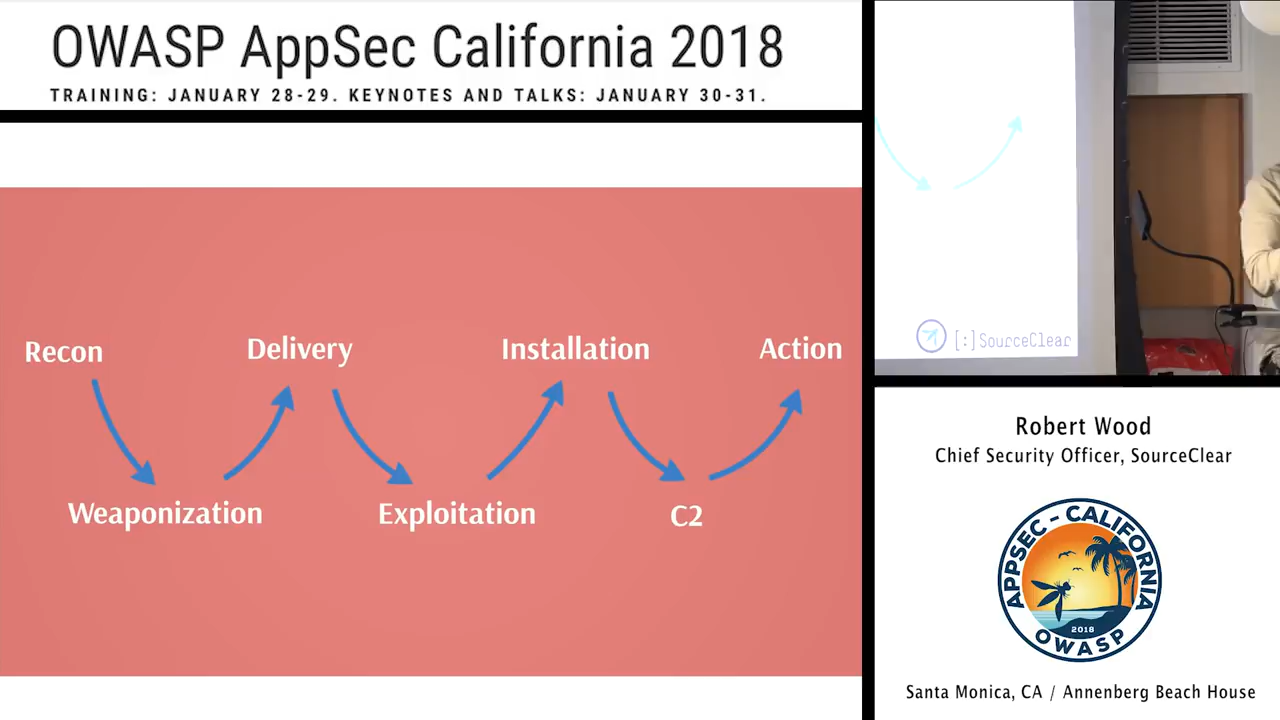 OWASP AppSec California 2018
TRAINING: JANUARY 28-29. KEYNOTES AND TALKS: JANUARY 30-31.
Recon
Delivery
Installation
Action
Weaponization
Exploitation
C2
[:]SourceClear
Robert Wood
Chief Security Officer, SourceClear
APPSEC - CALIFORNIA
2018
OWASP
Santa Monica, CA / Annenberg Beach House